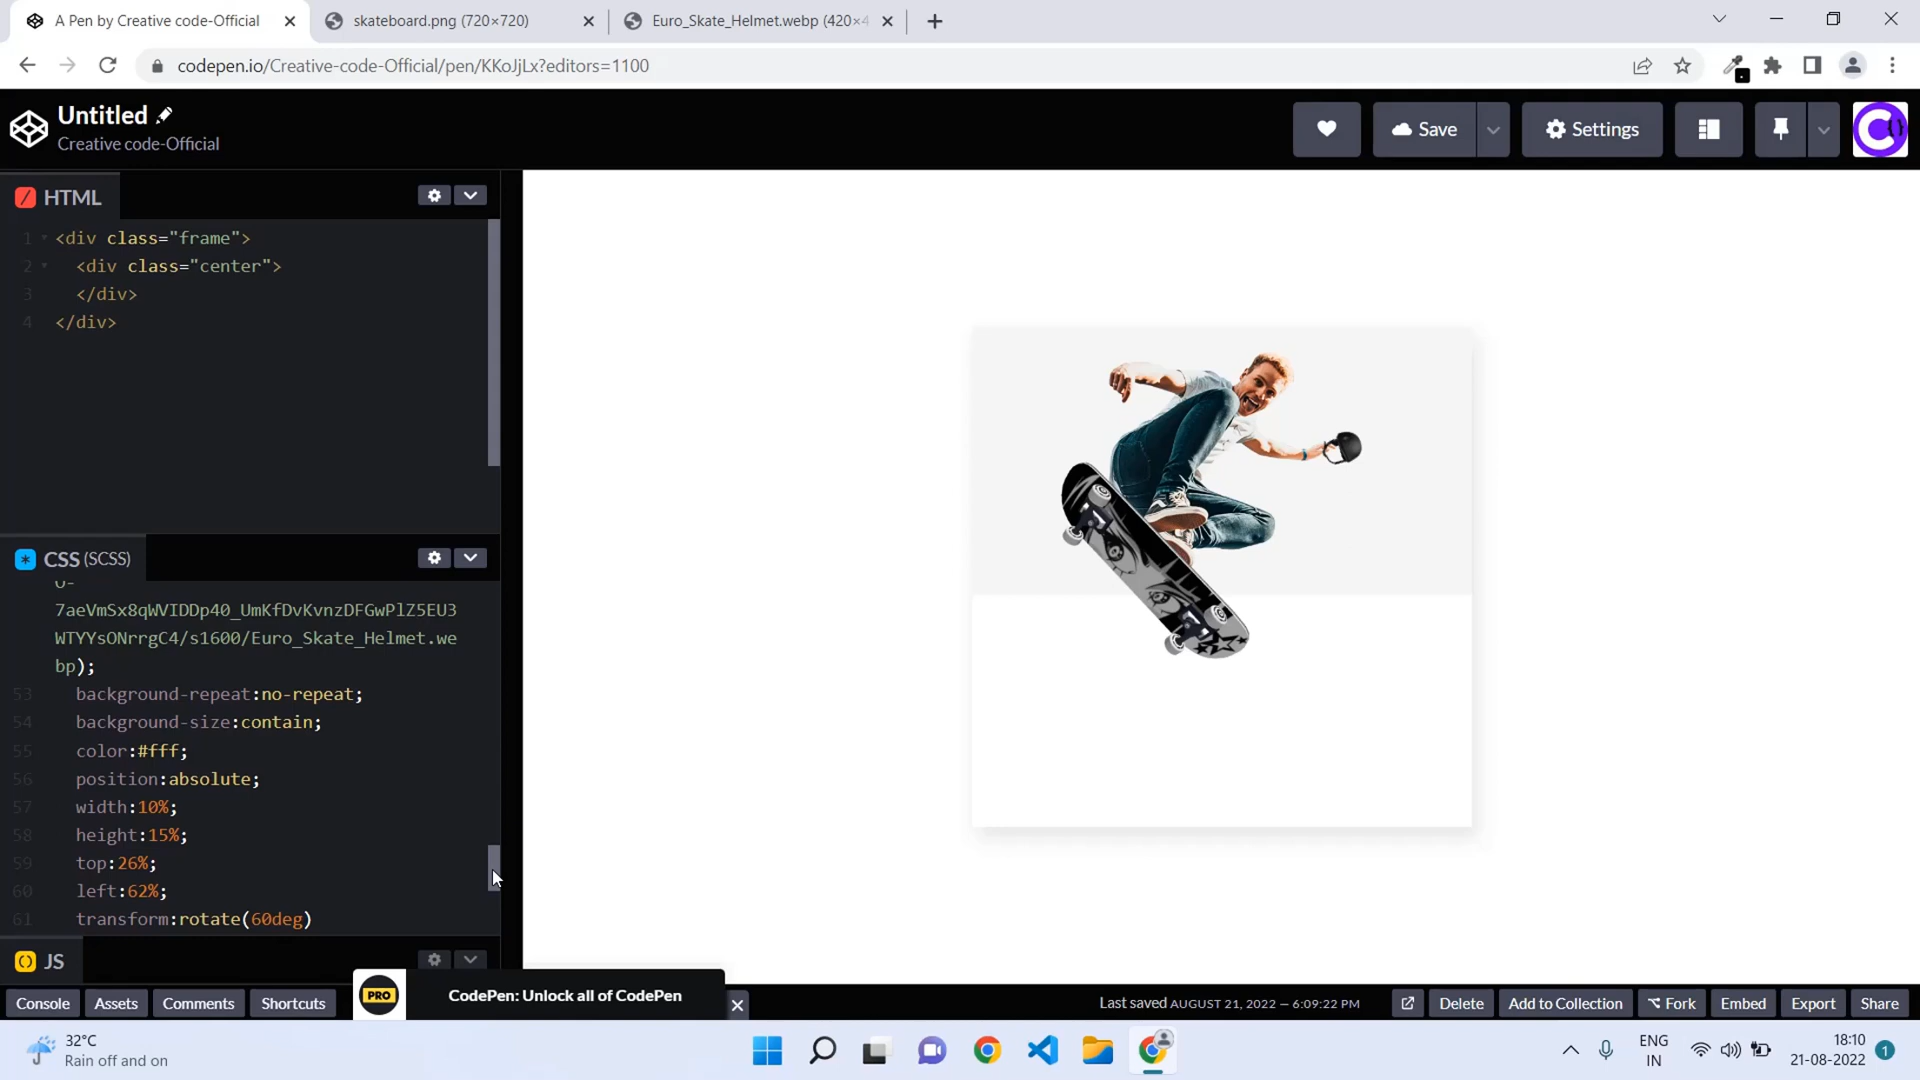 A Pen by Creative code-Official
skateboard.png (720×720)
Euro_Skate_Helmet.webp (420×4
codepen.io/Creative-code-Official/pen/KKoJjLx?editors=1100
Untitled
Creative code-Official
Save
Settings
HTML
1 <div class="frame">
2 <div class="center">
3 </div>
4 </div>
CSS (SCSS)
7aeVmSx8qWVIDDp40_UmKfDvKvnzDFGwPlZ5EU3
WTYYsONrrgC4/s1600/Euro_Skate_Helmet.we
bp);
53 background-repeat:no-repeat;
54 background-size:contain;
55 color:#fff;
56 position:absolute;
57 width:10%;
58 height:15%;
59 top:26%;
60 left:62%;
61 transform:rotate(60deg)
JS
Console
Assets
Comments
Shortcuts
PRO
CodePen: Unlock all of CodePen
Last saved AUGUST 21, 2022 — 6:09:22 PM
Delete
Add to Collection
Fork
Embed
Export
Share
32°C
Rain off and on
ENG
IN
18:10
21-08-2022
1